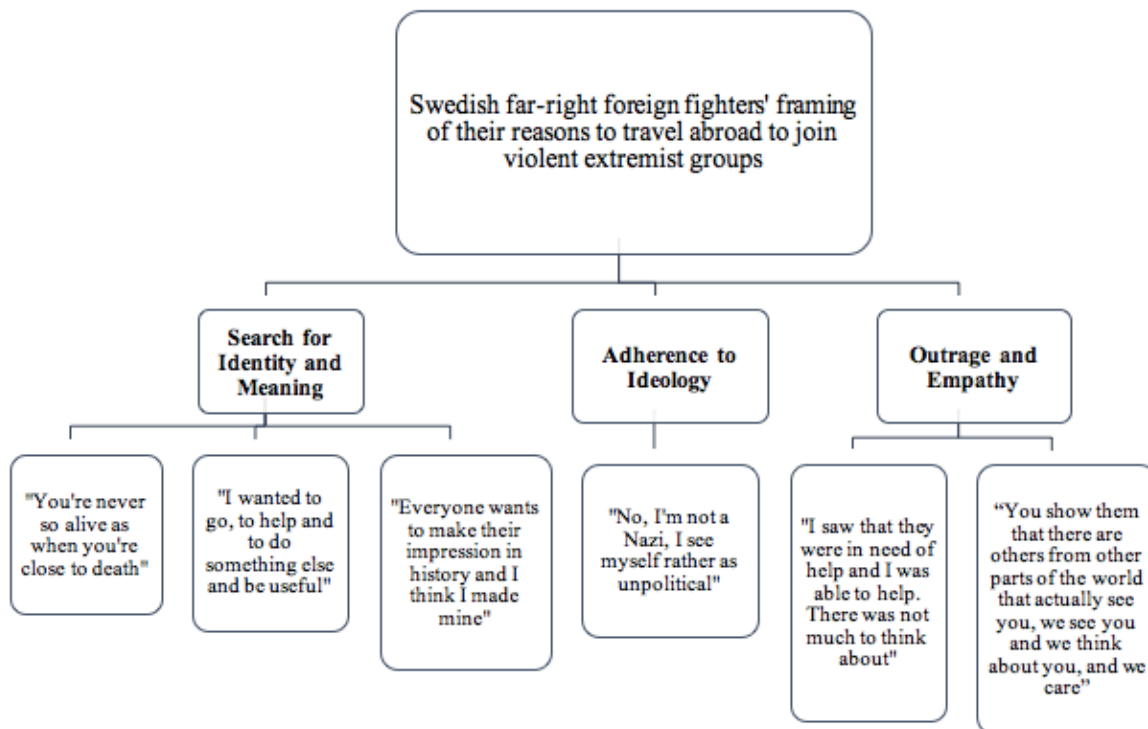 Swedish far-right foreign fighters' framing
of their reasons to travel abroad to join
violent extremist groups
Search for
Identity and
Meaning
Adherence to
Ideology
Outrage and
Empathy
"You're never
so alive as
when you're
close to death"
"I wanted to
go, to help and
to do
something else
and be useful"
"Everyone wants
to make their
impression in
history and I
think I made
mine"
"No, I'm not a
Nazi, I see
myself rather as
unpolitical"
"I saw that they
were in need of
help and I was
able to help.
There was not
much to think
about"
“You show them
that there are
others from other
parts of the world
that actually see
you, we see you
and we think
about you, and we
care”